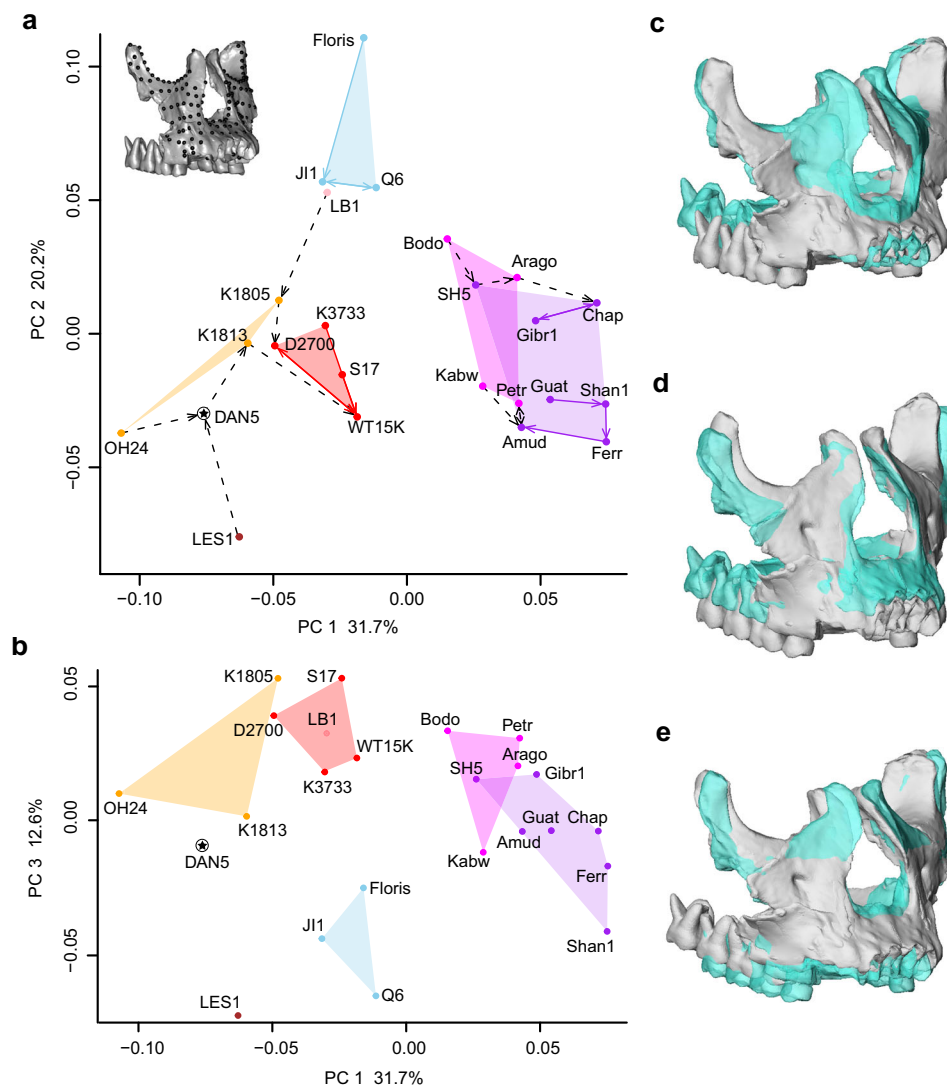 a
Floris
0.10
JI1
Q6
LB1
0.05
Bodo
Arago
K1805
SH5
Chap
K3733
K1813
D2700
Gibr1
PC 2 20.2%
0.00
S17
Kabw
Petr
Guat
Shan1
DAN5
WT15K
Amud
OH24
Ferr
−0.05
LES1
−0.10
−0.05
0.00
0.05
PC 1 31.7%
b
K1805
S17
0.05
D2700
LB1
Bodo
Petr
WT15K
Arago
K3733
SH5
Gibr1
OH24
K1813
Guat
Chap
PC 3 12.6%
0.00
Amud
DAN5
Kabw
Ferr
Floris
JI1
Shan1
−0.05
Q6
LES1
−0.10
−0.05
0.00
0.05
PC 1 31.7%
c
d
e